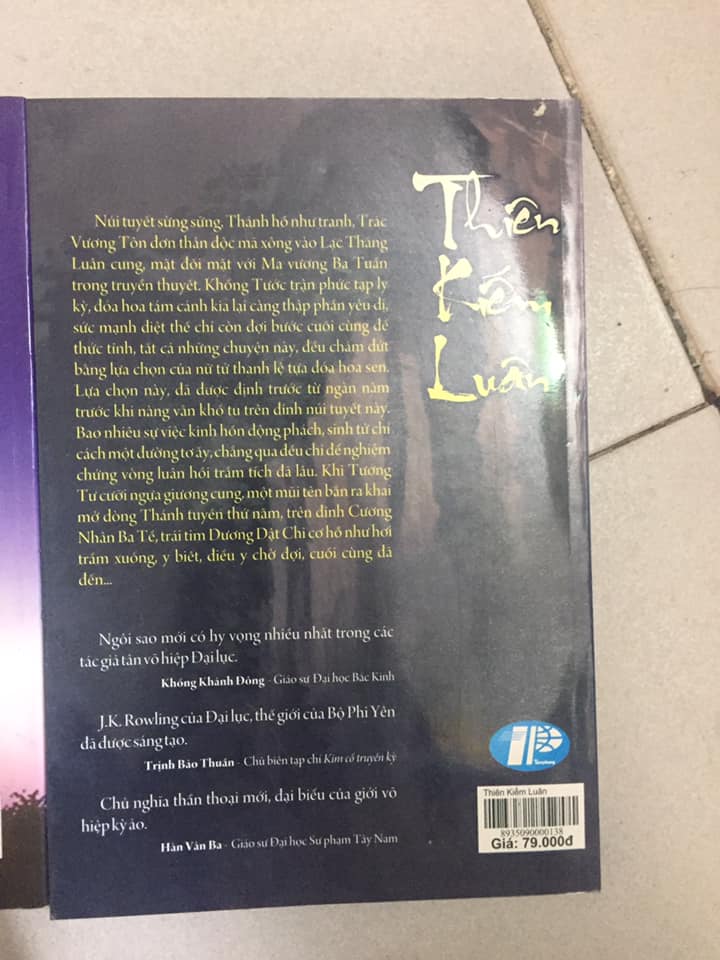 Thiên
Kiếm
Luân
Núi tuyết sừng sững, Thánh hồ như tranh, Trác
Vương Tôn đơn thân độc mã xông vào Lạc Thắng
Luân cung, mặt đối mặt với Ma vương Ba Tuần
trong truyền thuyết. Khổng Tước trận phức tạp ly
kỳ, đóa hoa tám cánh kia lại càng thập phần yêu dị,
sức mạnh diệt thế chỉ còn đợi bước cuối cùng để
thức tỉnh, tất cả những chuyện này, đều chấm dứt
bằng lựa chọn của nữ tử thanh lệ tựa đóa hoa sen.
Lựa chọn này, đã được định trước từ ngàn năm
trước khi nàng vẫn khổ tu trên đỉnh núi tuyết này.
Bao nhiêu sự việc kinh hồn động phách, sinh tử chỉ
cách một đường tơ ấy, chẳng qua đều chỉ để nghiệm
chứng vòng luân hồi trầm tích đã lâu. Khi Tương
Tư cưỡi ngựa giương cung, một mũi tên bắn ra khai
mở dòng Thánh tuyền thứ năm, trên đỉnh Cương
Nhân Ba Tề, trái tim Dương Dật Chi cơ hồ như hơi
trầm xuống, y biết, điều y chờ đợi, cuối cùng đã
đến...
Ngôi sao mới có hy vọng nhiều nhất trong các
tác giả tân võ hiệp Đại lục.
Khổng Khánh Đông - Giáo sư Đại học Bắc Kinh
J.K. Rowling của Đại lục, thế giới của Bộ Phi Yên
đã được sáng tạo.
Trịnh Bảo Thuần - Chủ biên tạp chí Kim cổ truyền kỳ
Chủ nghĩa thần thoại mới, đại biểu của giới võ
hiệp kỳ ảo.
Hàn Vân Ba - Giáo sư Đại học Sư phạm Tây Nam
Thiên Kiếm Luân
8935090000138
Giá: 79.000đ